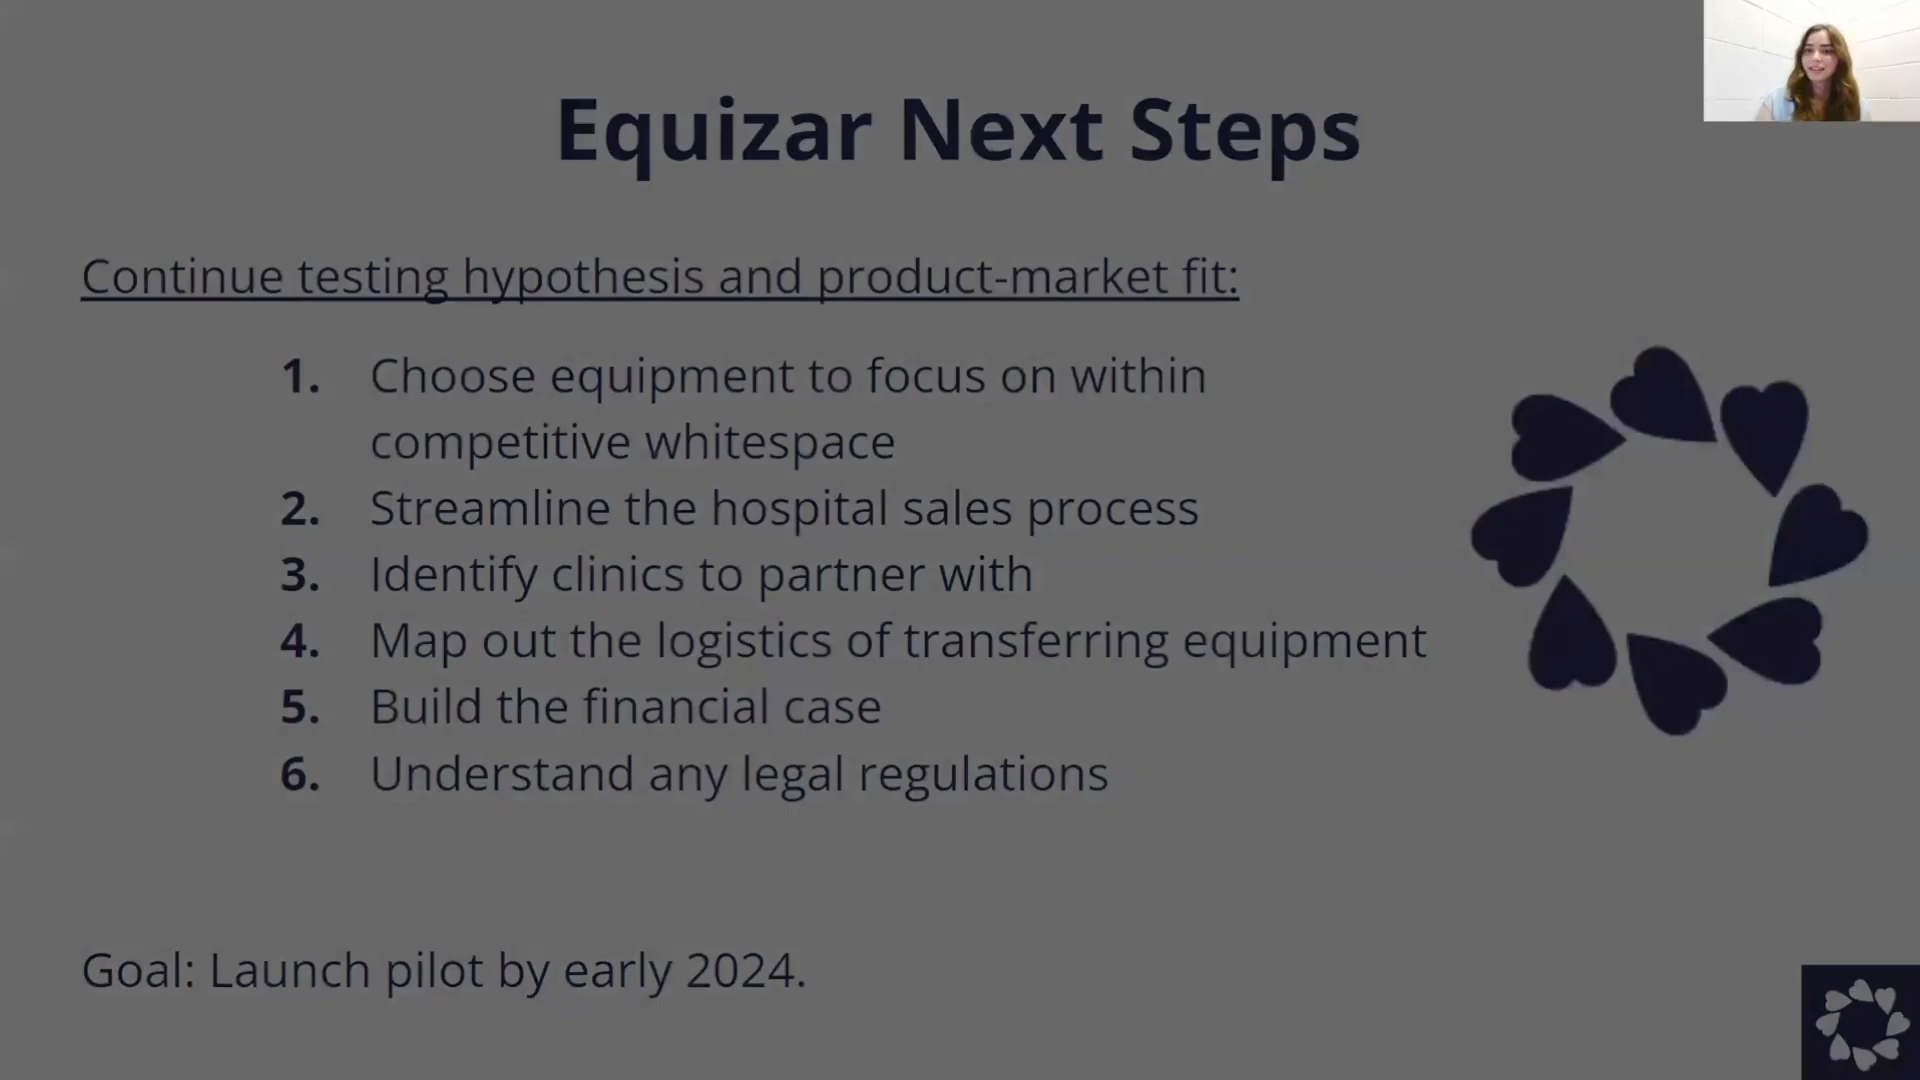 Equizar Next Steps
Continue testing hypothesis and product-market fit:
1. Choose equipment to focus on within
competitive whitespace
2. Streamline the hospital sales process
3. Identify clinics to partner with
4. Map out the logistics of transferring equipment
5. Build the financial case
6. Understand any legal regulations
Goal: Launch pilot by early 2024.